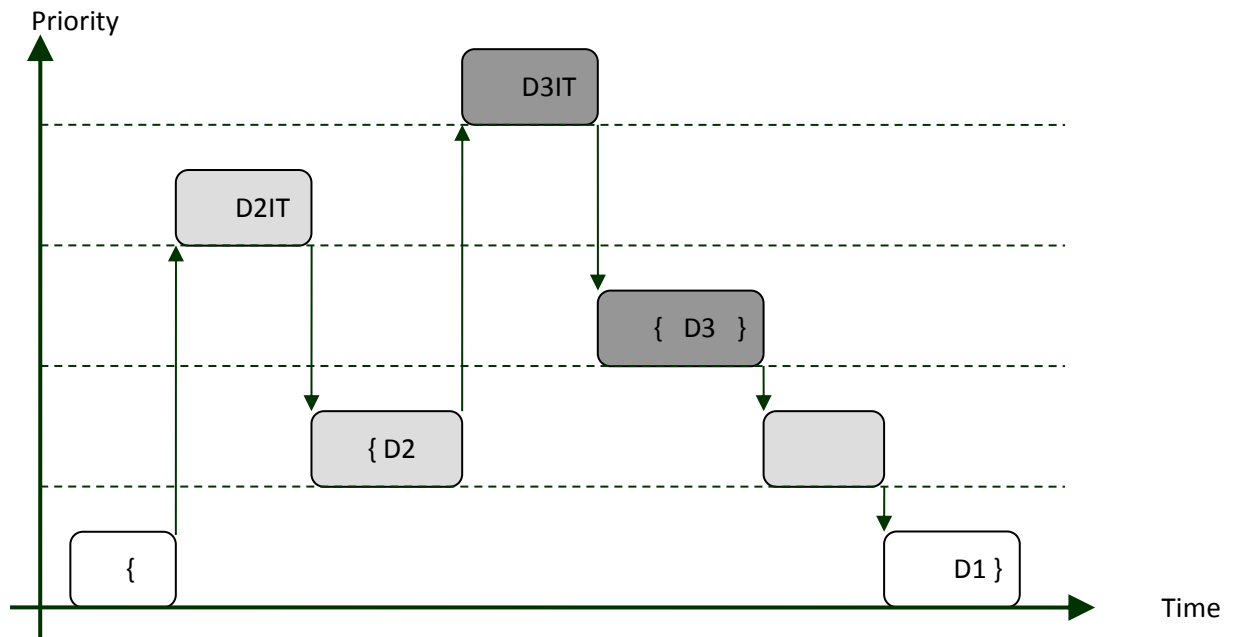 Priority
D3IT
D2IT
{ D3 }
{ D2
{
D1 }
Time